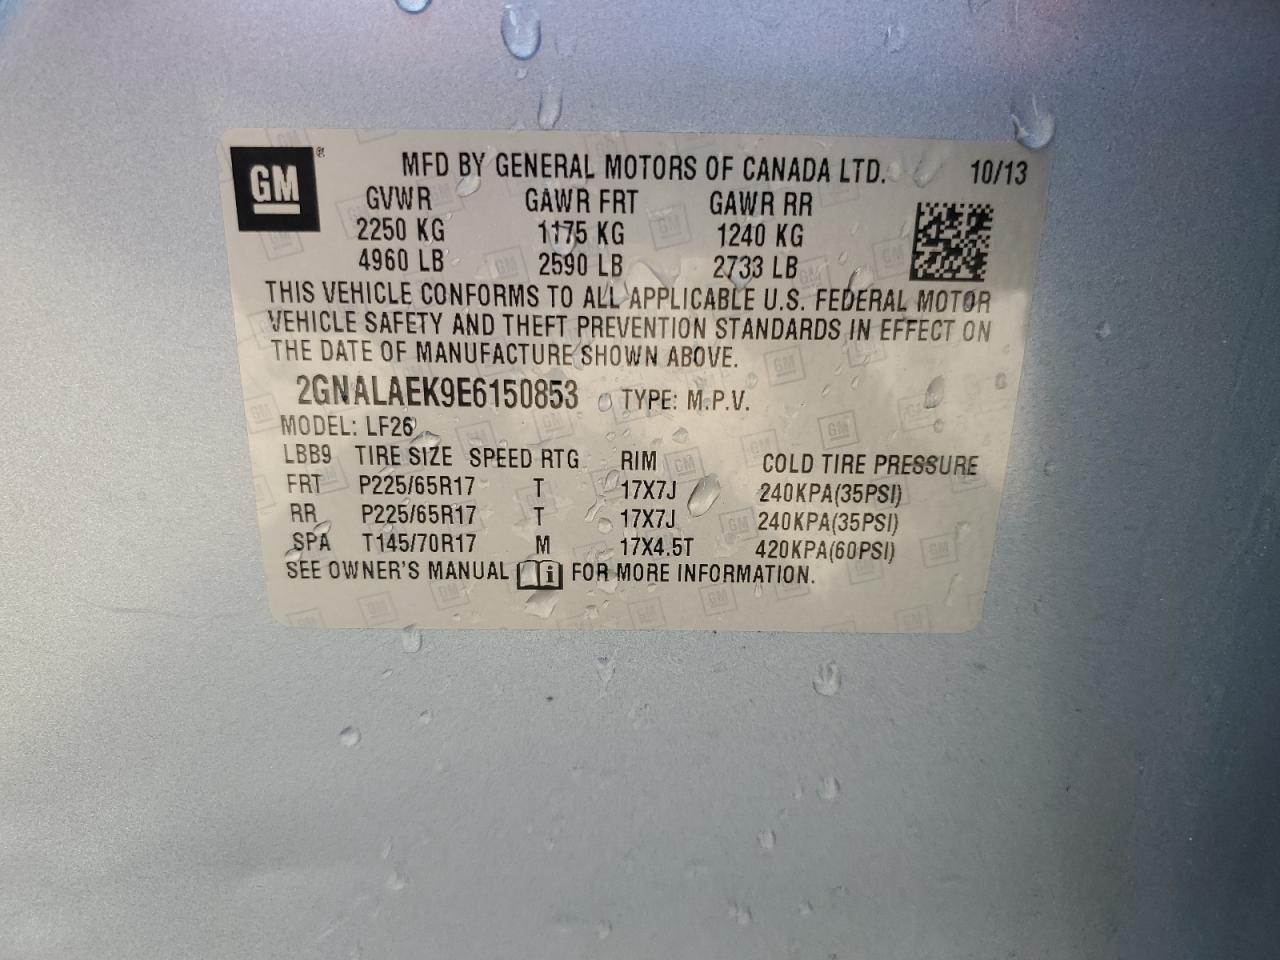 GM®
MFD BY GENERAL MOTORS OF CANADA LTD. 10/13
GVWR GAWR FRT GAWR RR
2250 KG 1175 KG 1240 KG
4960 LB 2590 LB 2733 LB
THIS VEHICLE CONFORMS TO ALL APPLICABLE U.S. FEDERAL MOTOR
VEHICLE SAFETY AND THEFT PREVENTION STANDARDS IN EFFECT ON
THE DATE OF MANUFACTURE SHOWN ABOVE.
2GNALAEK9E6150853 TYPE: M.P.V.
MODEL: LF26
LBB9 TIRE SIZE SPEED RTG RIM COLD TIRE PRESSURE
FRT P225/65R17 T 17X7J 240KPA(35PSI)
RR P225/65R17 T 17X7J 240KPA(35PSI)
SPA T145/70R17 M 17X4.5T 420KPA(60PSI)
SEE OWNER'S MANUAL FOR MORE INFORMATION.